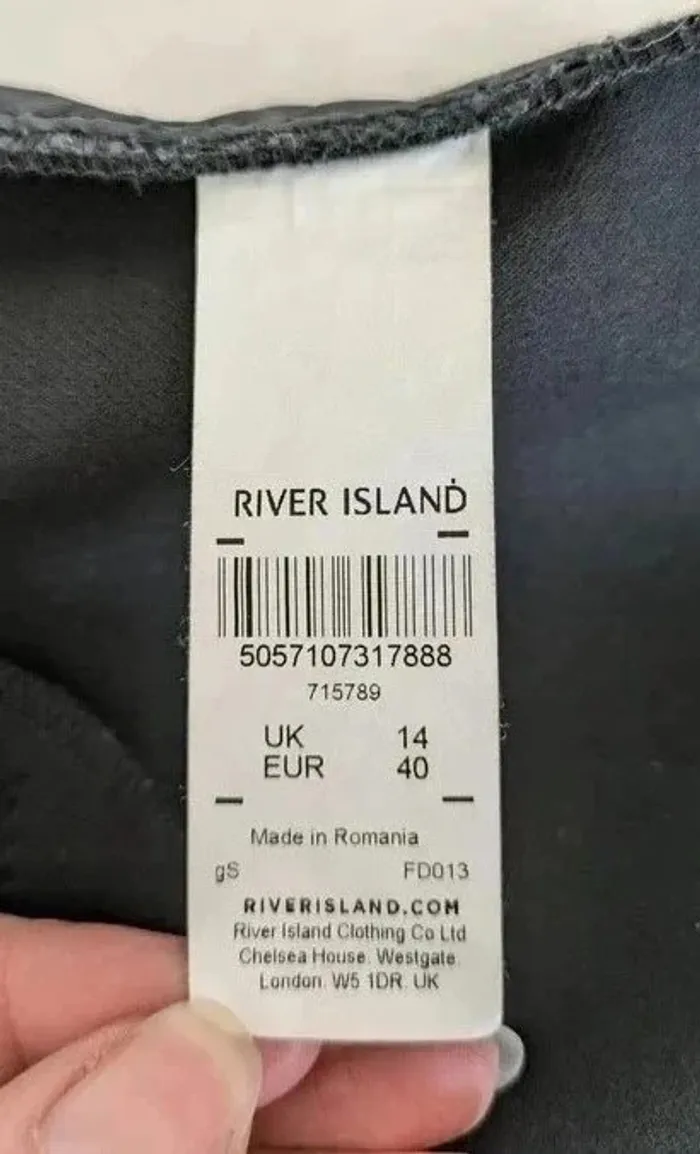 RIVER ISLAND
5057107317888
715789
UK 14
EUR 40
Made in Romania
gS FD013
RIVERISLAND.COM
River Island Clothing Co Ltd
Chelsea House. Westgate.
London. W5 1DR. UK